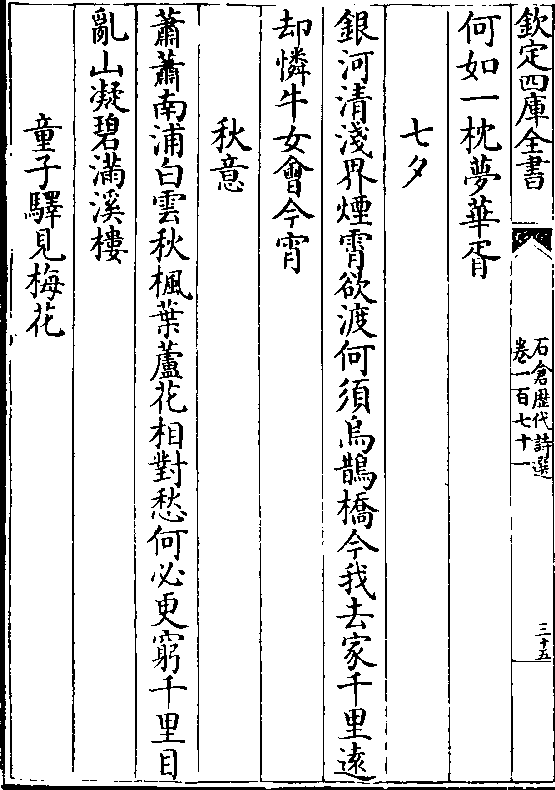 欽定四庫全書
石倉歷代詩選
卷一百七十一
三十五
何如一枕夢華胥
七夕
銀河清淺界煙霄欲渡何須烏鵲橋今我去家千里遠
却憐牛女會今宵
秋意
蕭蕭南浦白雲秋楓葉蘆花相對愁何必更窮千里目
亂山凝碧滿溪樓
童子驛見梅花